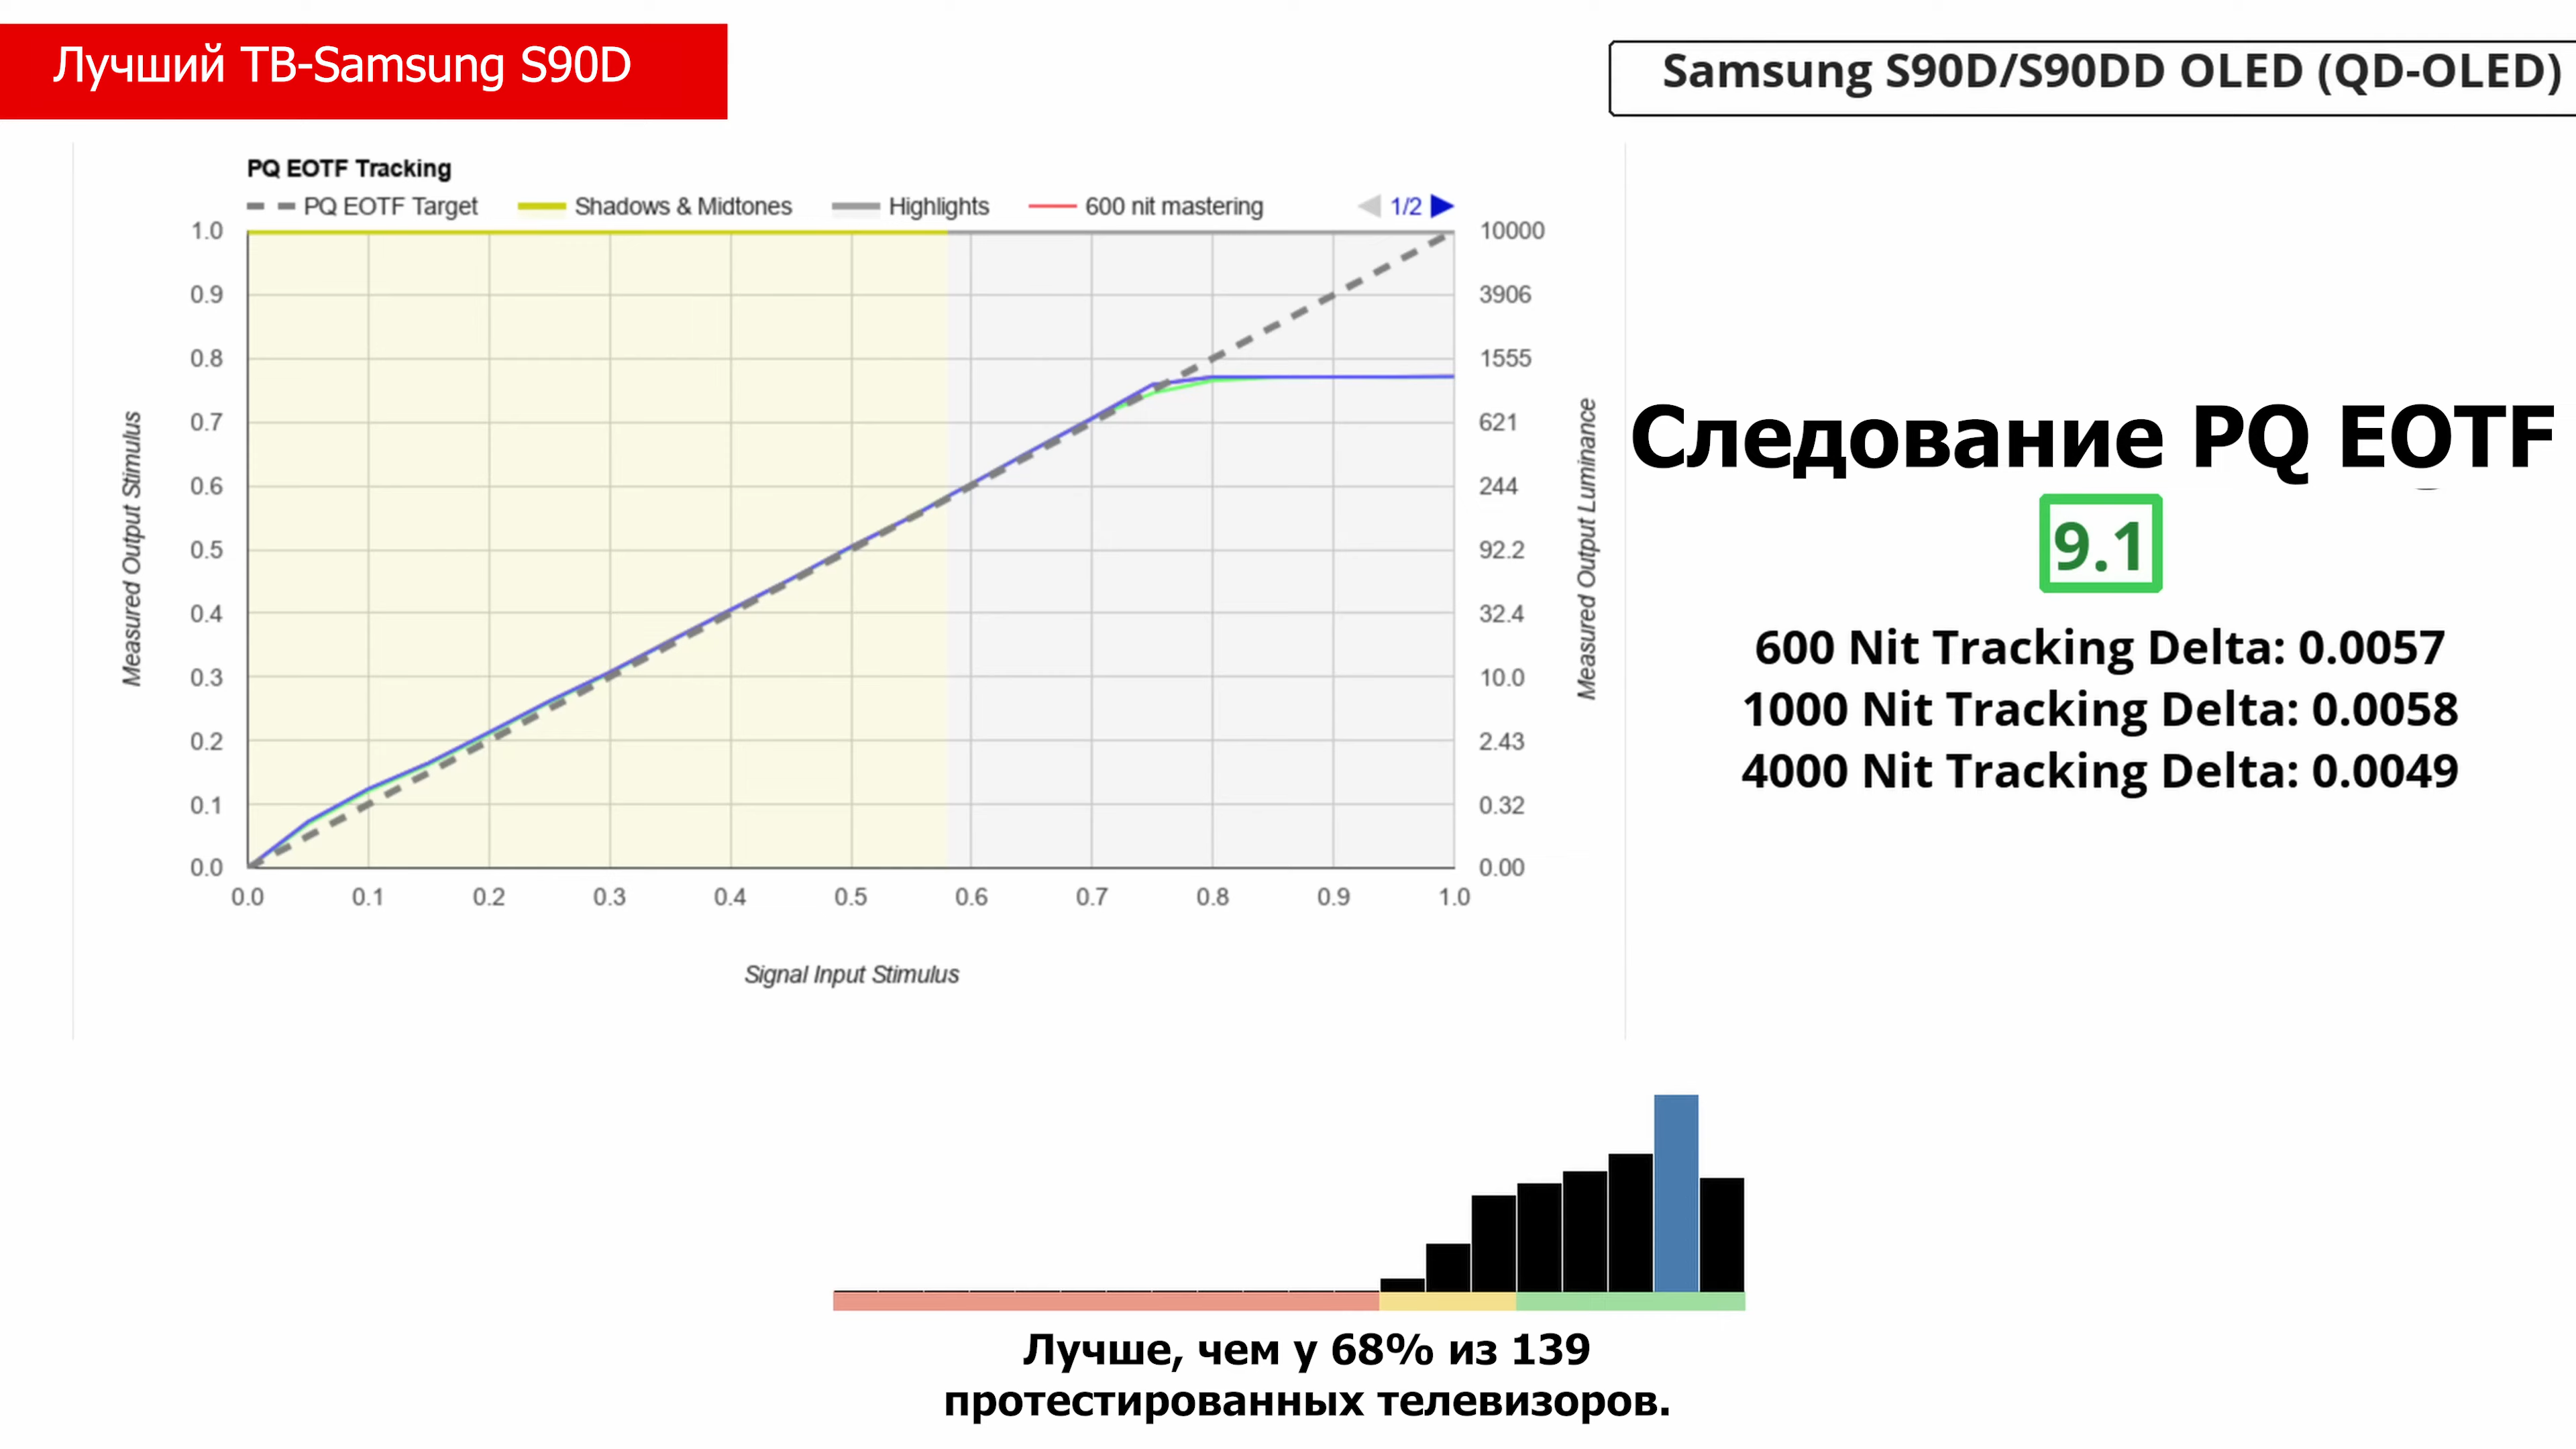 Лучший ТВ-Samsung S90D
Samsung S90D/S90DD OLED (QD-OLED)
PQ EOTF Tracking
PQ EOTF Target
Shadows & Midtones
Highlights
600 nit mastering
1/2
1.0
0.9
0.8
0.7
0.6
0.5
0.4
0.3
0.2
0.1
0.0
Measured Output Stimulus
10000
3906
1555
621
244
92.2
32.4
10.0
2.43
0.32
0.00
Measured Output Luminance
0.0 0.1 0.2 0.3 0.4 0.5 0.6 0.7 0.8 0.9 1.0
Signal Input Stimulus
Следование PQ EOTF
9.1
600 Nit Tracking Delta: 0.0057
1000 Nit Tracking Delta: 0.0058
4000 Nit Tracking Delta: 0.0049
Лучше, чем у 68% из 139
протестированных телевизоров.